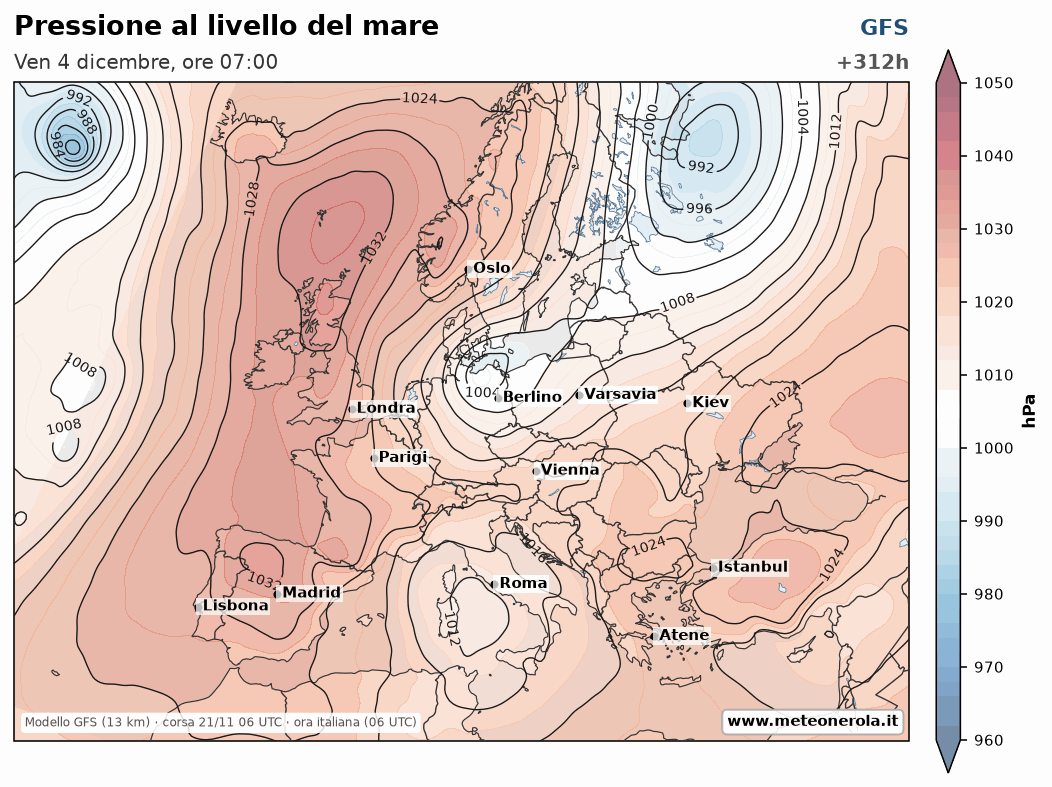 Pressione al livello del mare
GFS
Ven 4 dicembre, ore 07:00
+312h
992
988
984
1024
1000
1004
1012
992
996
1028
1032
1008
1008
1008
1004
1024
1032
1016
1024
1024
1012
Oslo
Londra
Berlino
Varsavia
Kiev
Parigi
Vienna
Istanbul
Roma
Madrid
Lisbona
Atene
Modello GFS (13 km) · corsa 21/11 06 UTC · ora italiana (06 UTC)
www.meteonerola.it
1050
1040
1030
1020
1010
1000
990
980
970
960
hPa